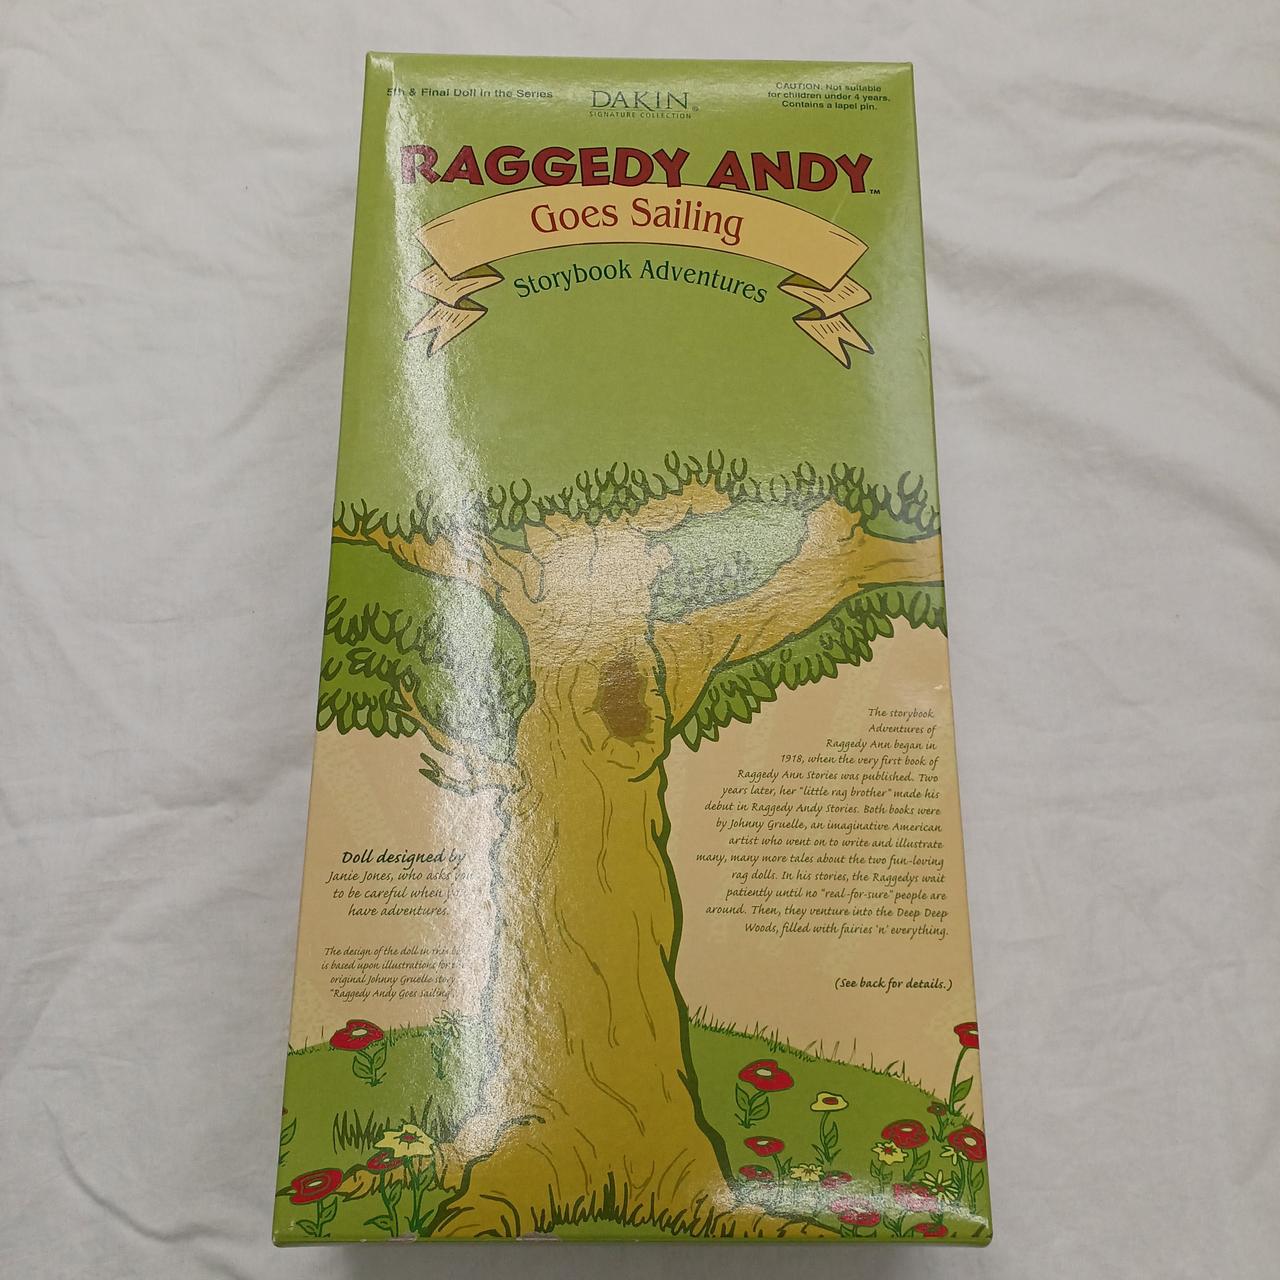 5th & Final Doll in the Series
DAKIN®
SIGNATURE COLLECTION
CAUTION: Not suitable
for children under 4 years.
Contains a lapel pin.
RAGGEDY ANDY™
Goes Sailing
Storybook Adventures
The storybook
Adventures of
Raggedy Ann began in
1918, when the very first book of
Raggedy Ann Stories was published. Two
years later, her "little rag brother" made his
debut in Raggedy Andy Stories. Both books were
by Johnny Gruelle, an imaginative American
artist who went on to write and illustrate
many, many more tales about the two fun-loving
rag dolls. In his stories, the Raggedys wait
patiently until no "real-for-sure" people are
around. Then, they venture into the Deep Deep
Woods, filled with fairies 'n' everything.
(See back for details.)
Doll designed by
Janie Jones, who asks you
to be careful when you
have adventures.
The design of the doll in this box
is based upon illustrations for the
original Johnny Gruelle story
"Raggedy Andy Goes Sailing".